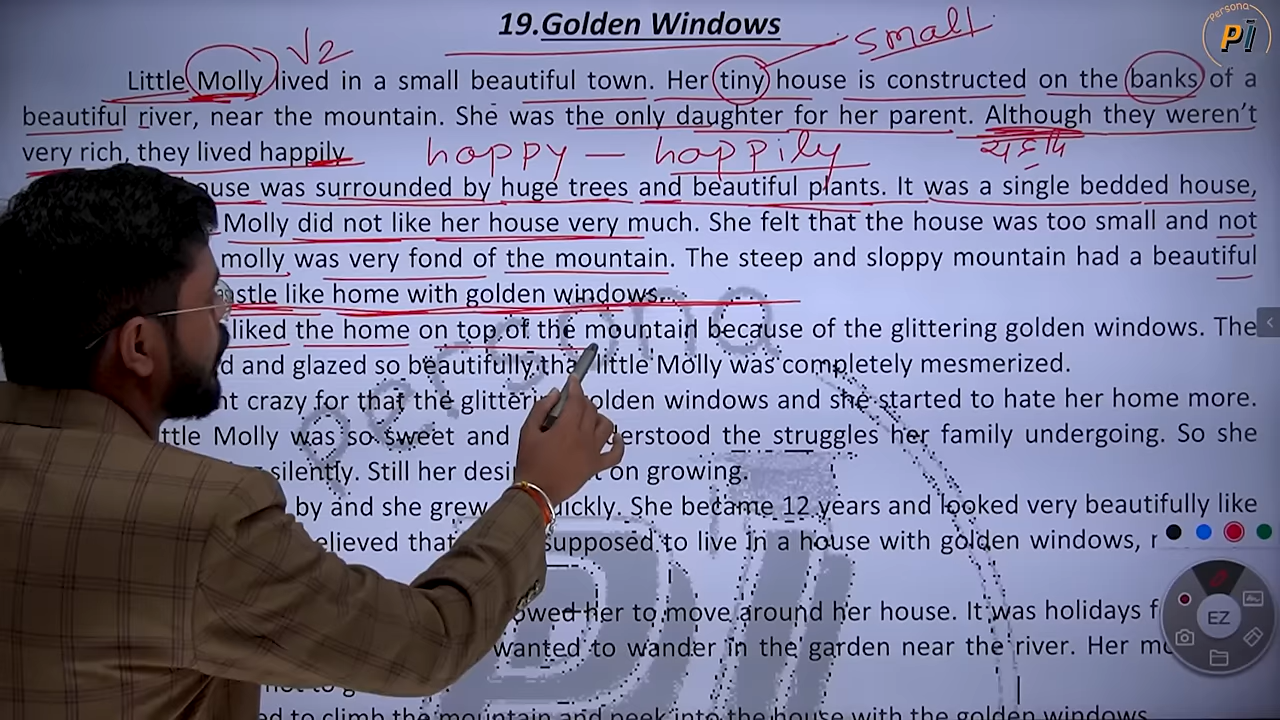 19.Golden Windows
small
√2
Little Molly lived in a small beautiful town. Her tiny house is constructed on the banks of a
beautiful river, near the mountain. She was the only daughter for her parent. Although they weren't
very rich, they lived happily
happy — happily
यद्यपि
house was surrounded by huge trees and beautiful plants. It was a single bedded house,
Molly did not like her house very much. She felt that the house was too small and not
molly was very fond of the mountain. The steep and sloppy mountain had a beautiful
like home with golden windows.
liked the home on top of the mountain because of the glittering golden windows. The
and glazed so beautifully that little Molly was completely mesmerized.
crazy for that the glittering golden windows and she started to hate her home more.
Molly was so sweet and the struggles her family undergoing. So she
silently. Still her on growing.
by and she grew quickly. She became 12 years and looked very beautifully like
that supposed to live in a house with golden windows,
her to move around her house. It was holidays
wanted to wander in the garden near the river. Her
to climb the mountain and peek into the house with the golden windows
Persona
PI
Persona
PI
EZ